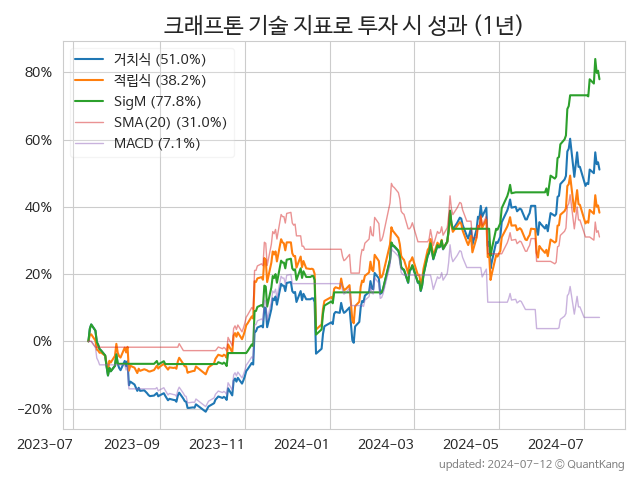 크래프톤 기술 지표로 투자 시 성과 (1년)
거치식 (51.0%)
적립식 (38.2%)
SigM (77.8%)
SMA(20) (31.0%)
MACD (7.1%)
80%
60%
40%
20%
0%
−20%
2023-07 2023-09 2023-11 2024-01 2024-03 2024-05 2024-07
updated: 2024-07-12 © QuantKang